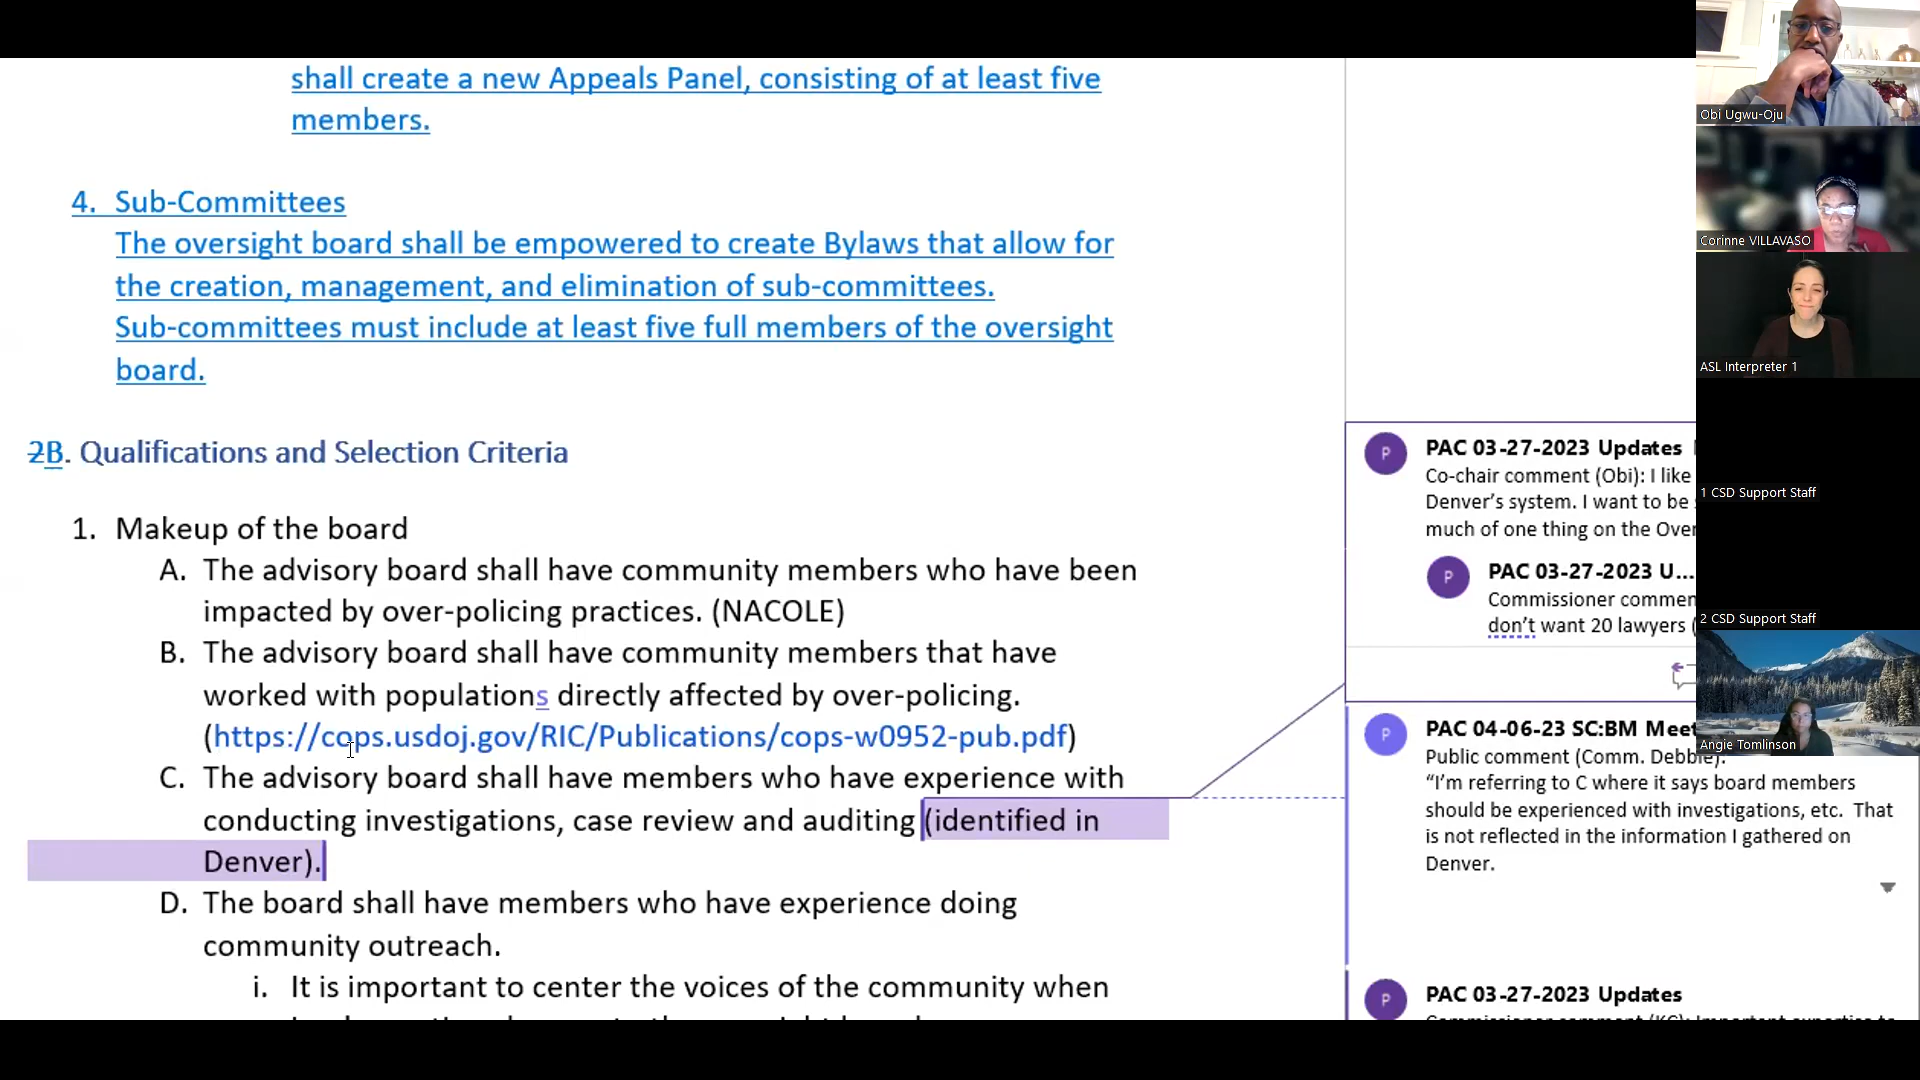 shall create a new Appeals Panel, consisting of at least five
members.
4. Sub-Committees
The oversight board shall be empowered to create Bylaws that allow for
the creation, management, and elimination of sub-committees.
Sub-committees must include at least five full members of the oversight
board.
2B. Qualifications and Selection Criteria
1. Makeup of the board
A. The advisory board shall have community members who have been
impacted by over-policing practices. (NACOLE)
B. The advisory board shall have community members that have
worked with populations directly affected by over-policing.
(https://cops.usdoj.gov/RIC/Publications/cops-w0952-pub.pdf)
C. The advisory board shall have members who have experience with
conducting investigations, case review and auditing (identified in
Denver).
D. The board shall have members who have experience doing
community outreach.
i. It is important to center the voices of the community when
P
PAC 03-27-2023 Updates
Co-chair comment (Obi): I like
Denver's system. I want to be
much of one thing on the Over
P
PAC 03-27-2023 U...
Commissioner commen
don't want 20 lawyers (
P
PAC 04-06-23 SC:BM Meet
Public comment (Comm. Debbie):
“I'm referring to C where it says board members
should be experienced with investigations, etc. That
is not reflected in the information I gathered on
Denver.
P
PAC 03-27-2023 Updates
Obi Ugwu-Oju
Corinne VILLAVASO
ASL Interpreter 1
1 CSD Support Staff
2 CSD Support Staff
Angie Tomlinson